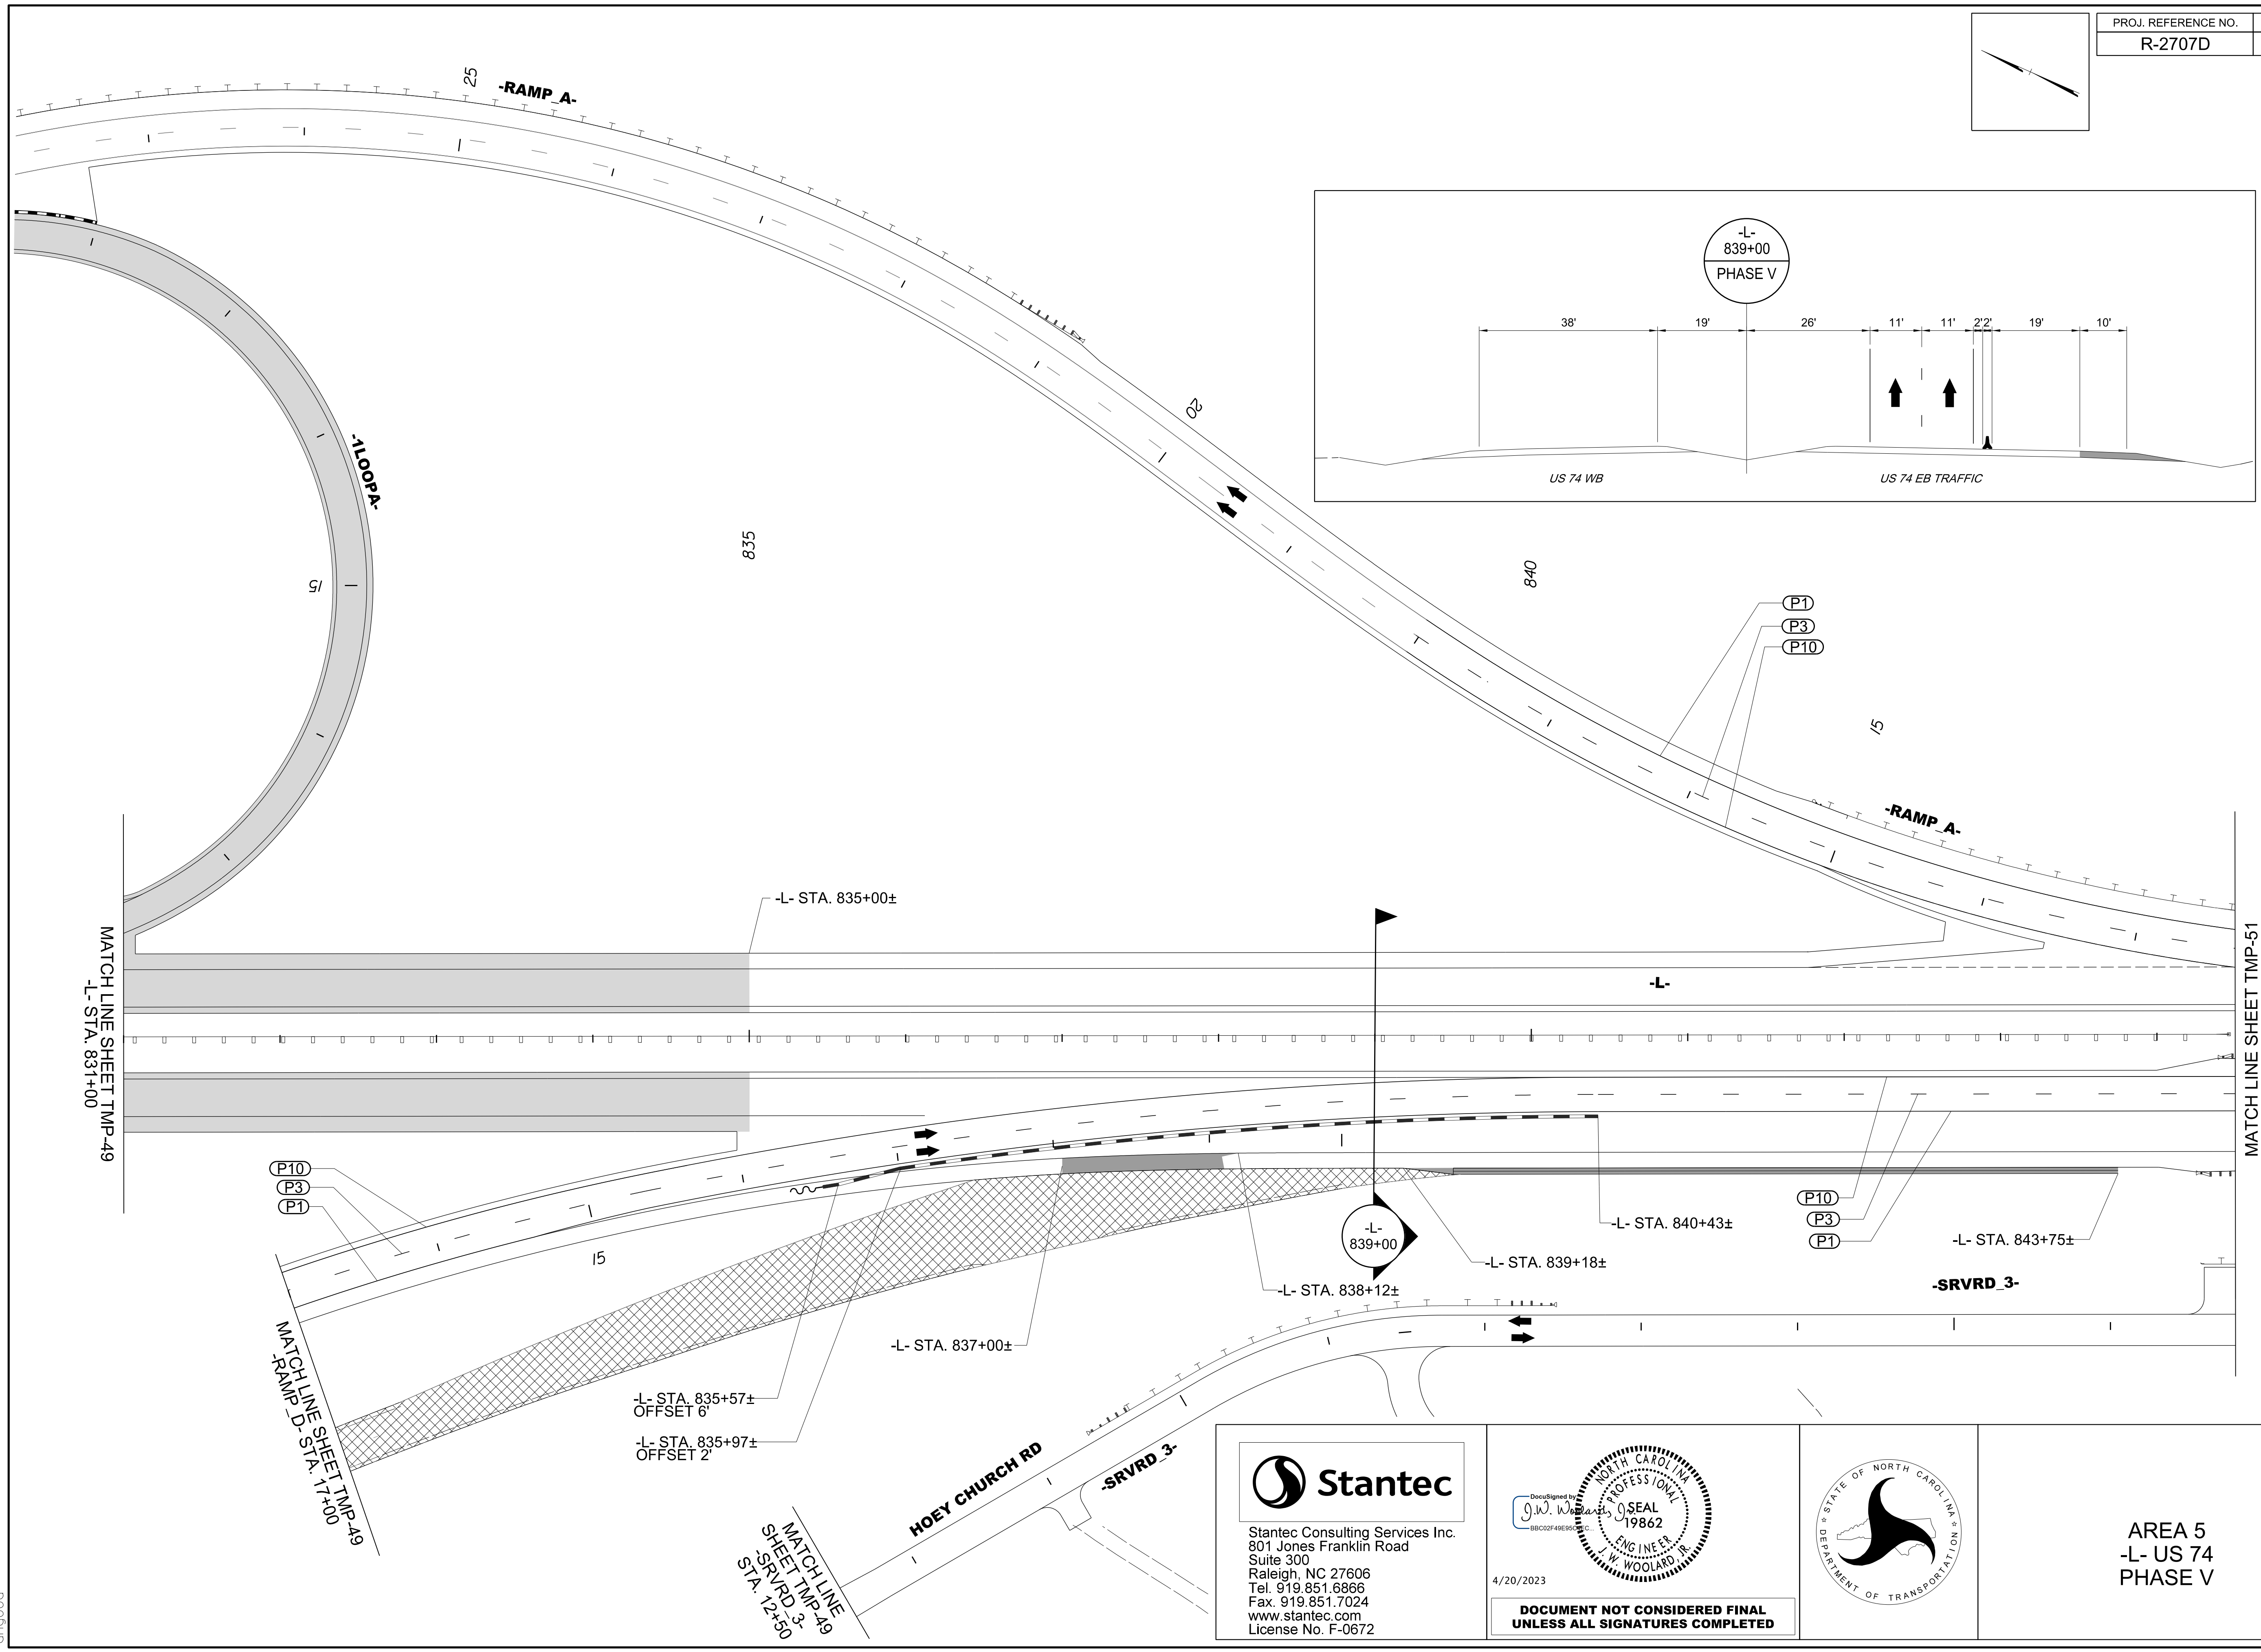 PROJ. REFERENCE NO.
R-2707D
25
-RAMP_A-
-L-
839+00
PHASE V
38'
19'
26'
11'
11'
2'
2'
19'
10'
US 74 WB
US 74 EB TRAFFIC
20
-1LOOPA-
15
835
840
P1
P3
P10
15
-RAMP_A-
-L- STA. 835+00±
MATCH LINE SHEET TMP-49
-L- STA. 831+00
MATCH LINE SHEET TMP-51
-L-
P10
P3
P1
15
-L-
839+00
-L- STA. 840+43±
-L- STA. 839+18±
-L- STA. 838+12±
P10
P3
P1
-L- STA. 843+75±
-SRVRD_3-
-L- STA. 837+00±
MATCH LINE SHEET TMP-49
-RAMP_D- STA. 17+00
-L- STA. 835+57±
OFFSET 6'
-L- STA. 835+97±
OFFSET 2'
HOEY CHURCH RD
-SRVRD_3-
MATCH LINE
SHEET TMP-49
-SRVRD_3-
STA. 12+50
Stantec
Stantec Consulting Services Inc.
801 Jones Franklin Road
Suite 300
Raleigh, NC 27606
Tel. 919.851.6866
Fax. 919.851.7024
www.stantec.com
License No. F-0672
NORTH CAROLINA
PROFESSIONAL
SEAL
19862
ENGINEER
J. W. WOOLARD, JR.
DocuSigned by
J.W. Woolard, Jr.
4/20/2023
DOCUMENT NOT CONSIDERED FINAL
UNLESS ALL SIGNATURES COMPLETED
STATE OF NORTH CAROLINA
DEPARTMENT OF TRANSPORTATION
AREA 5
-L- US 74
PHASE V